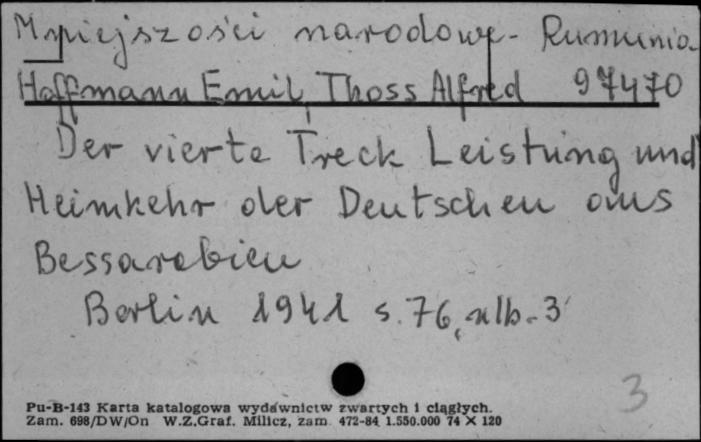 Mniejszości narodowe - Rumunia
Hoffmann Emil, Thoss Alfred 97470
Der vierte Treck Leistung und
Heimkehr der Deutschen aus
Bessarabien
Berlin 1941 s. 76, nlb. 3
3
Pu-B-143 Karta katalogowa wydawnictw zwartych i ciągłych.
Zam. 698/DW/On W.Z.Graf. Milicz, zam. 472-84 1.550.000 74 X 120